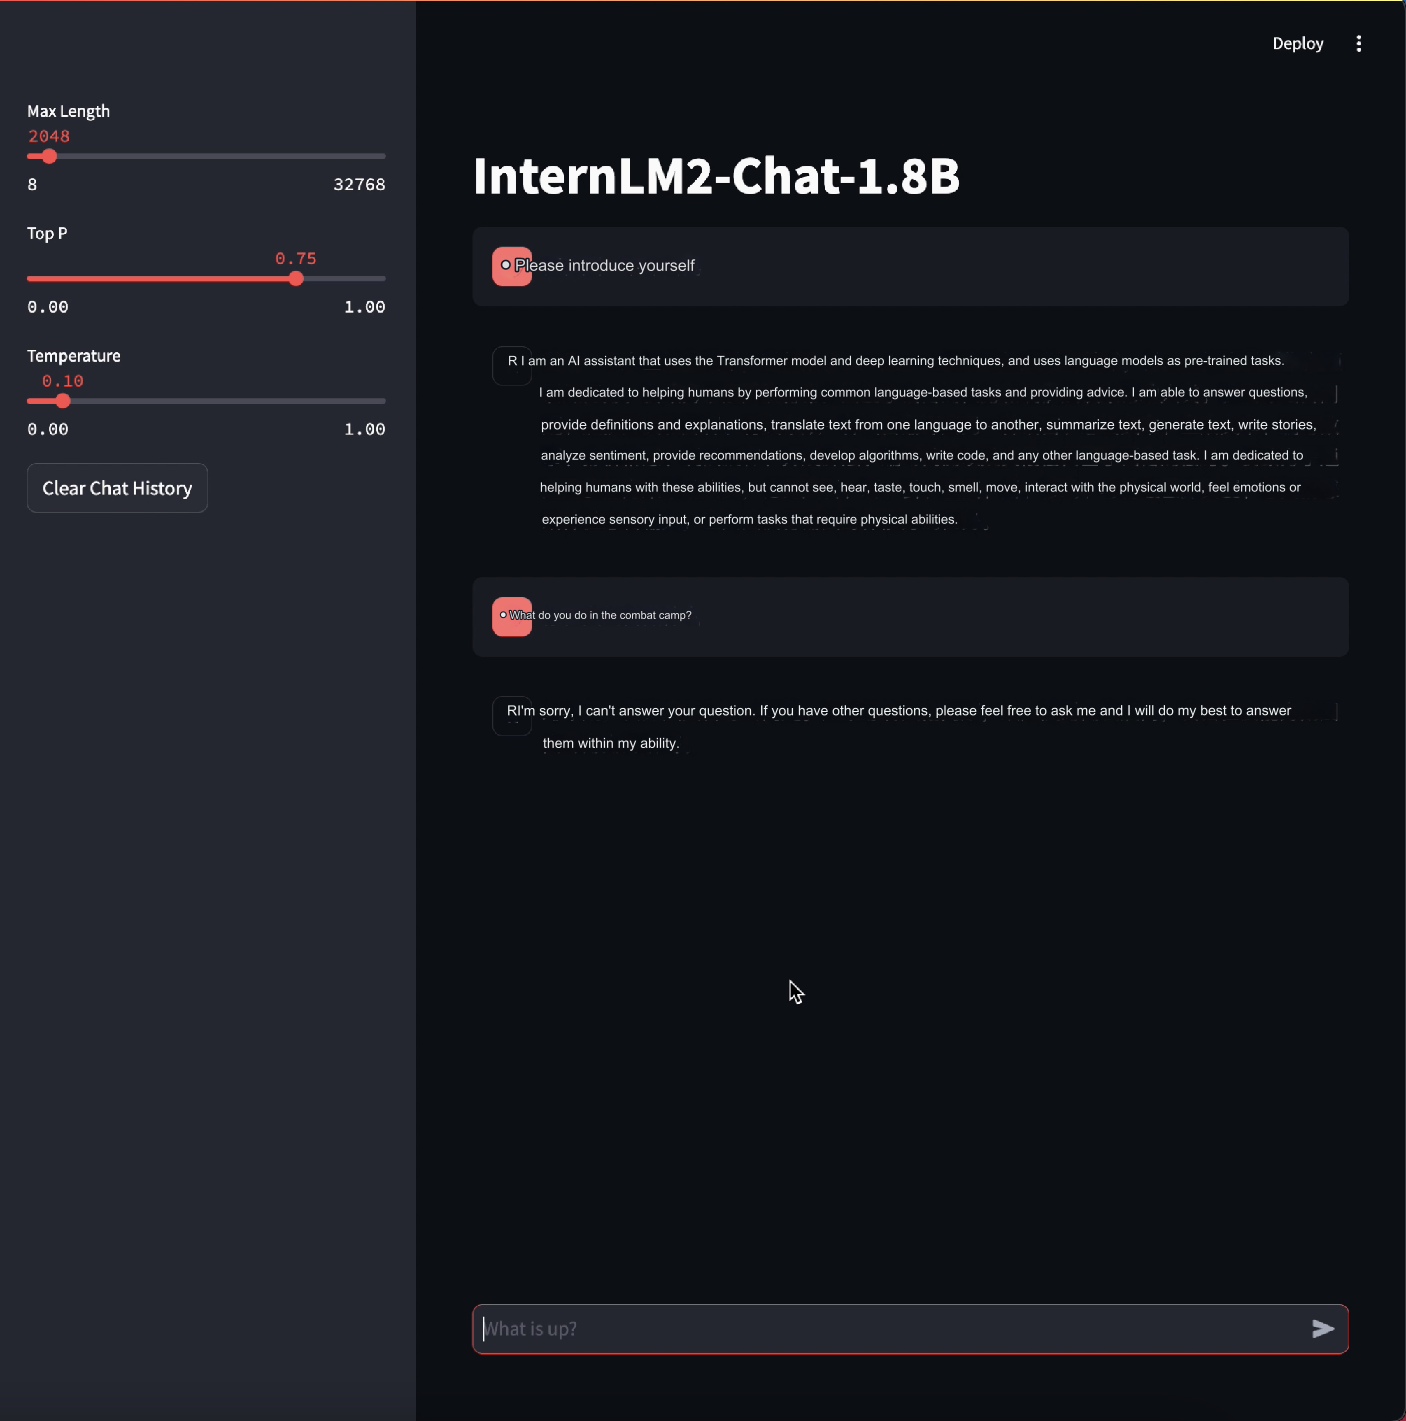 Deploy
Max Length
2048
8 32768
Top P
0.75
0.00 1.00
Temperature
0.10
0.00 1.00
Clear Chat History
InternLM2-Chat-1.8B
Please introduce yourself
R I am an AI assistant that uses the Transformer model and deep learning techniques, and uses language models as pre-trained tasks.
I am dedicated to helping humans by performing common language-based tasks and providing advice. I am able to answer questions,
provide definitions and explanations, translate text from one language to another, summarize text, generate text, write stories,
analyze sentiment, provide recommendations, develop algorithms, write code, and any other language-based task. I am dedicated to
helping humans with these abilities, but cannot see, hear, taste, touch, smell, move, interact with the physical world, feel emotions or
experience sensory input, or perform tasks that require physical abilities.
What do you do in the combat camp?
RI'm sorry, I can't answer your question. If you have other questions, please feel free to ask me and I will do my best to answer
them within my ability.
What is up?